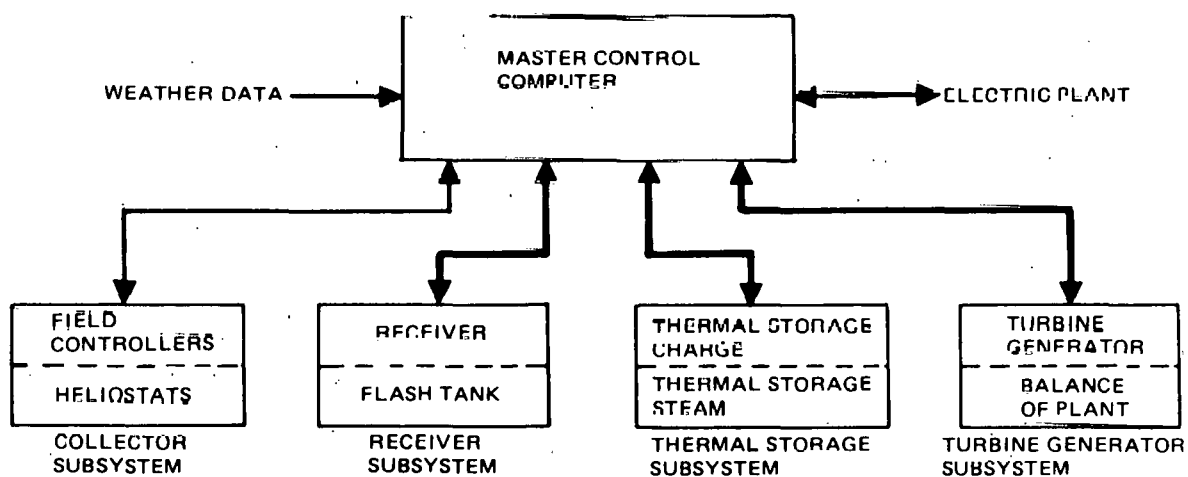 MASTER CONTROL
COMPUTER
WEATHER DATA
ELECTRIC PLANT
FIELD
CONTROLLERS
HELIOSTATS
COLLECTOR
SUBSYSTEM
RECEIVER
FLASH TANK
RECEIVER
SUBSYSTEM
THERMAL STORAGE
CHARGE
THERMAL STORAGE
STEAM
THERMAL STORAGE
SUBSYSTEM
TURBINE
GENERATOR
BALANCE
OF PLANT
TURBINE GENERATOR
SUBSYSTEM